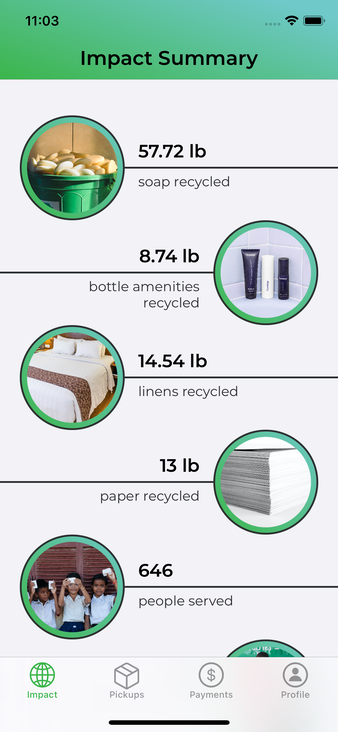 11:03
Impact Summary
57.72 lb
soap recycled
8.74 lb
bottle amenities
recycled
14.54 lb
linens recycled
13 lb
paper recycled
646
people served
Impact
Pickups
Payments
Profile